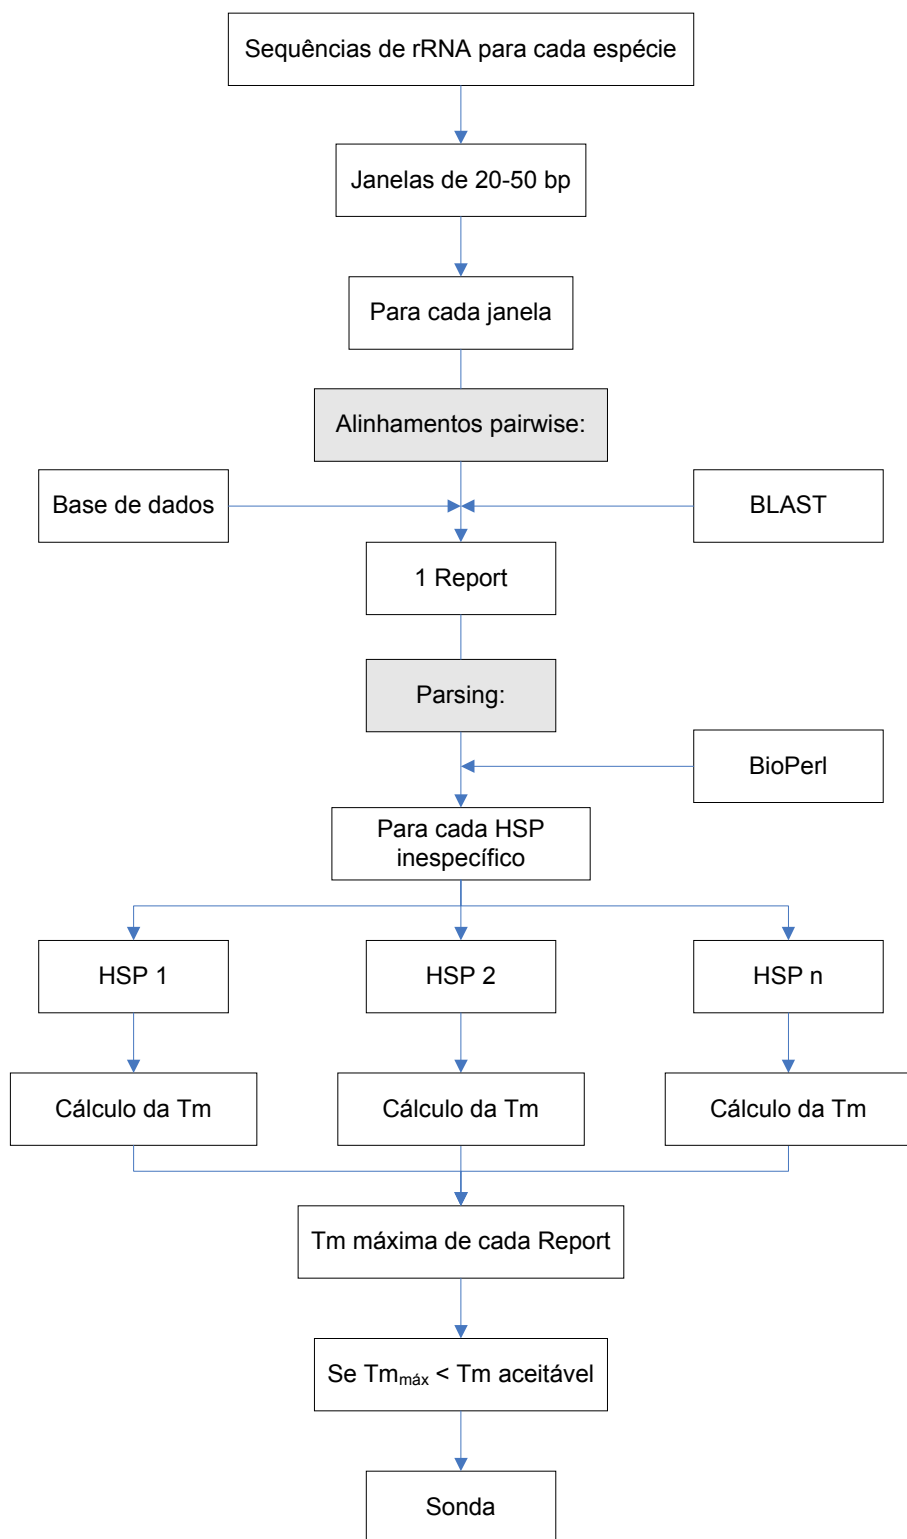 Sequências de rRNA para cada espécie
Janelas de 20-50 bp
Para cada janela
Alinhamentos pairwise:
Base de dados
BLAST
1 Report
Parsing:
BioPerl
Para cada HSP
inespecífico
HSP 1
HSP 2
HSP n
Cálculo da Tm
Cálculo da Tm
Cálculo da Tm
Tm máxima de cada Report
Se Tmmáx < Tm aceitável
Sonda